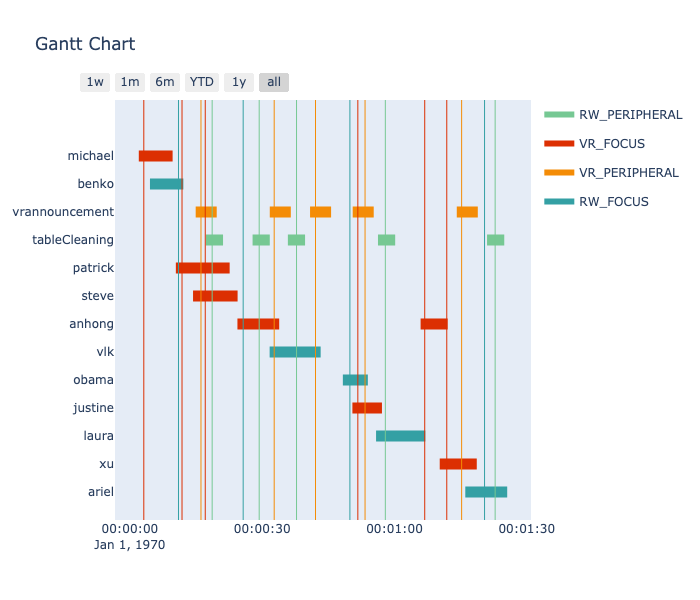 Gantt Chart
1w 1m 6m YTD 1y all
RW_PERIPHERAL
VR_FOCUS
VR_PERIPHERAL
RW_FOCUS
michael
benko
vrannouncement
tableCleaning
patrick
steve
anhong
vlk
obama
justine
laura
xu
ariel
00:00:00 00:00:30 00:01:00 00:01:30
Jan 1, 1970